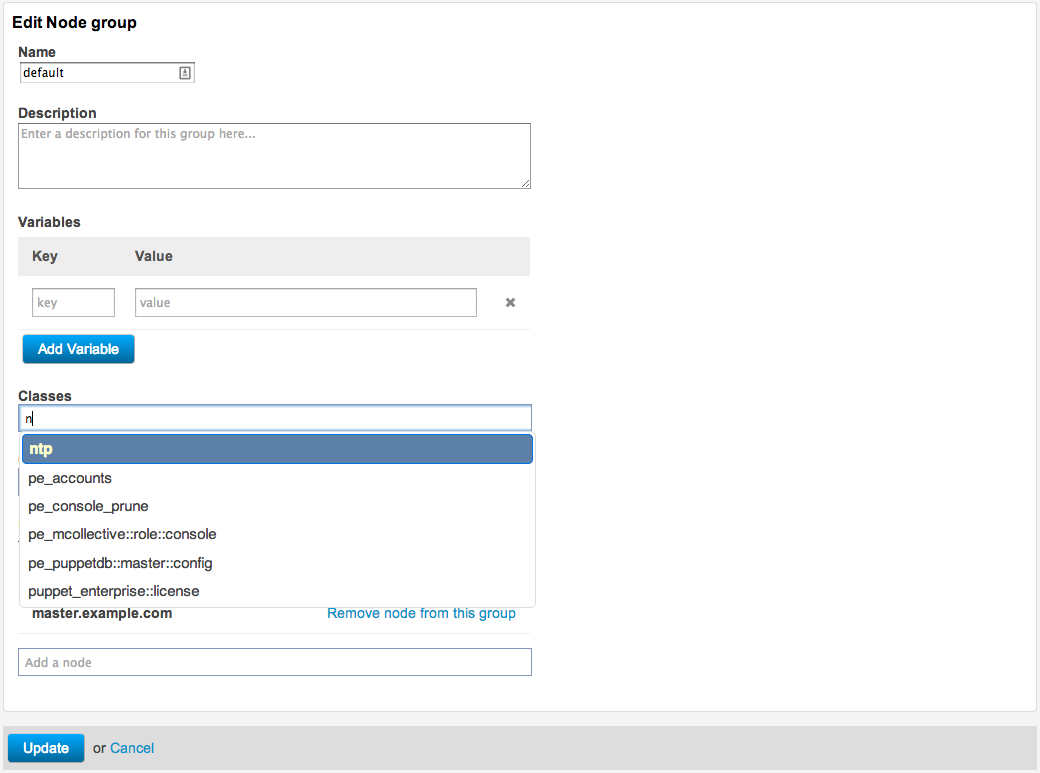 Edit Node group
Name
default
Description
Enter a description for this group here...
Variables
Key Value
key value
Add Variable
Classes
n
ntp
pe_accounts
pe_console_prune
pe_mcollective::role::console
pe_puppetdb::master::config
puppet_enterprise::license
master.example.com Remove node from this group
Add a node
Update or Cancel